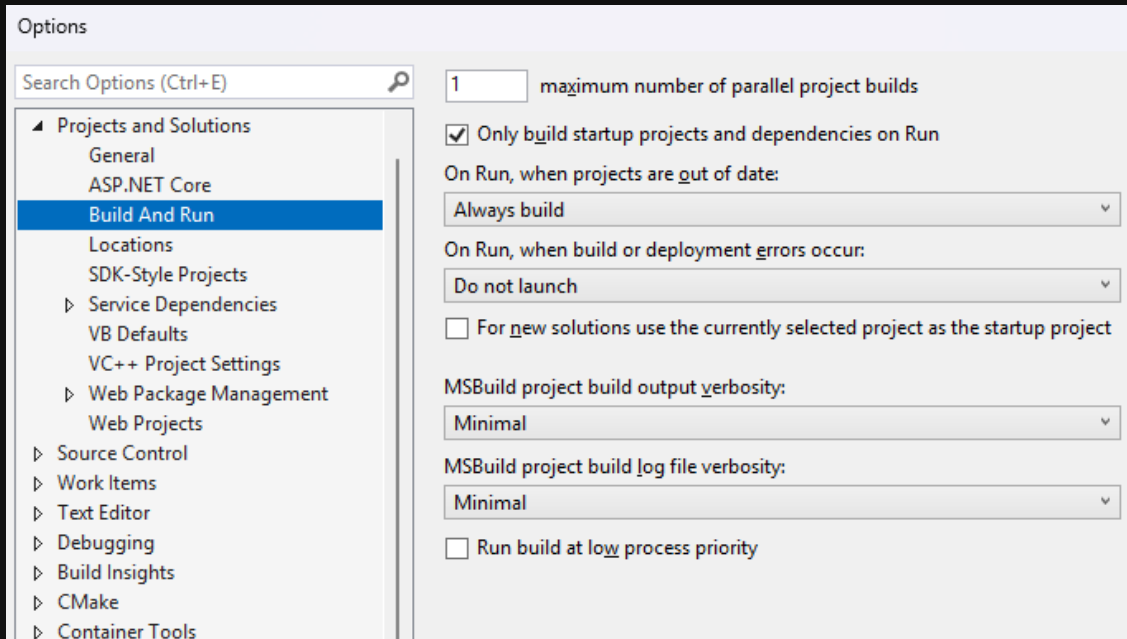 Options
Search Options (Ctrl+E)
Projects and Solutions
General
ASP.NET Core
Build And Run
Locations
SDK-Style Projects
Service Dependencies
VB Defaults
VC++ Project Settings
Web Package Management
Web Projects
Source Control
Work Items
Text Editor
Debugging
Build Insights
CMake
Container Tools
1 maximum number of parallel project builds
Only build startup projects and dependencies on Run
On Run, when projects are out of date:
Always build
On Run, when build or deployment errors occur:
Do not launch
For new solutions use the currently selected project as the startup project
MSBuild project build output verbosity:
Minimal
MSBuild project build log file verbosity:
Minimal
Run build at low process priority